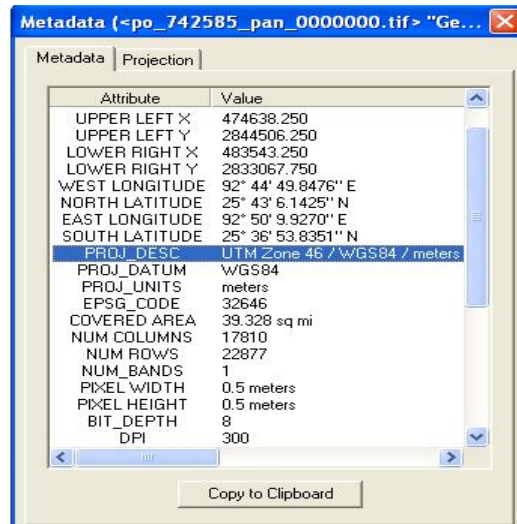 Metadata (<po_742585_pan_0000000.tif> "Ge...
Metadata Projection
Attribute Value
UPPER LEFT X 474638.250
UPPER LEFT Y 2844506.250
LOWER RIGHT X 483543.250
LOWER RIGHT Y 2833067.750
WEST LONGITUDE 92° 44' 49.8476'' E
NORTH LATITUDE 25° 43' 6.1425'' N
EAST LONGITUDE 92° 50' 9.9270'' E
SOUTH LATITUDE 25° 36' 53.8351'' N
PROJ_DESC UTM Zone 46 / WGS84 / meters
PROJ_DATUM WGS84
PROJ_UNITS meters
EPSG_CODE 32646
COVERED AREA 39.328 sq mi
NUM COLUMNS 17810
NUM ROWS 22877
NUM_BANDS 1
PIXEL WIDTH 0.5 meters
PIXEL HEIGHT 0.5 meters
BIT_DEPTH 8
DPI 300
Copy to Clipboard